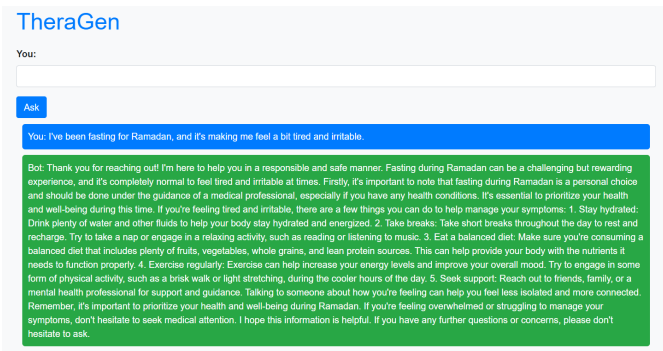 TheraGen
You:
Ask
You: I've been fasting for Ramadan, and it's making me feel a bit tired and irritable.
Bot: Thank you for reaching out! I'm here to help you in a responsible and safe manner. Fasting during Ramadan can be a challenging but rewarding
experience, and it's completely normal to feel tired and irritable at times. Firstly, it's important to note that fasting during Ramadan is a personal choice
and should be done under the guidance of a medical professional, especially if you have any health conditions. It's essential to prioritize your health
and well-being during this time. If you're feeling tired and irritable, there are a few things you can do to help manage your symptoms: 1. Stay hydrated:
Drink plenty of water and other fluids to help your body stay hydrated and energized. 2. Take breaks: Take short breaks throughout the day to rest and
recharge. Try to take a nap or engage in a relaxing activity, such as reading or listening to music. 3. Eat a balanced diet: Make sure you're consuming a
balanced diet that includes plenty of fruits, vegetables, whole grains, and lean protein sources. This can help provide your body with the nutrients it
needs to function properly. 4. Exercise regularly: Exercise can help increase your energy levels and improve your overall mood. Try to engage in some
form of physical activity, such as a brisk walk or light stretching, during the cooler hours of the day. 5. Seek support: Reach out to friends, family, or a
mental health professional for support and guidance. Talking to someone about how you're feeling can help you feel less isolated and more connected.
Remember, it's important to prioritize your health and well-being during Ramadan. If you're feeling overwhelmed or struggling to manage your
symptoms, don't hesitate to seek medical attention. I hope this information is helpful. If you have any further questions or concerns, please don't
hesitate to ask.